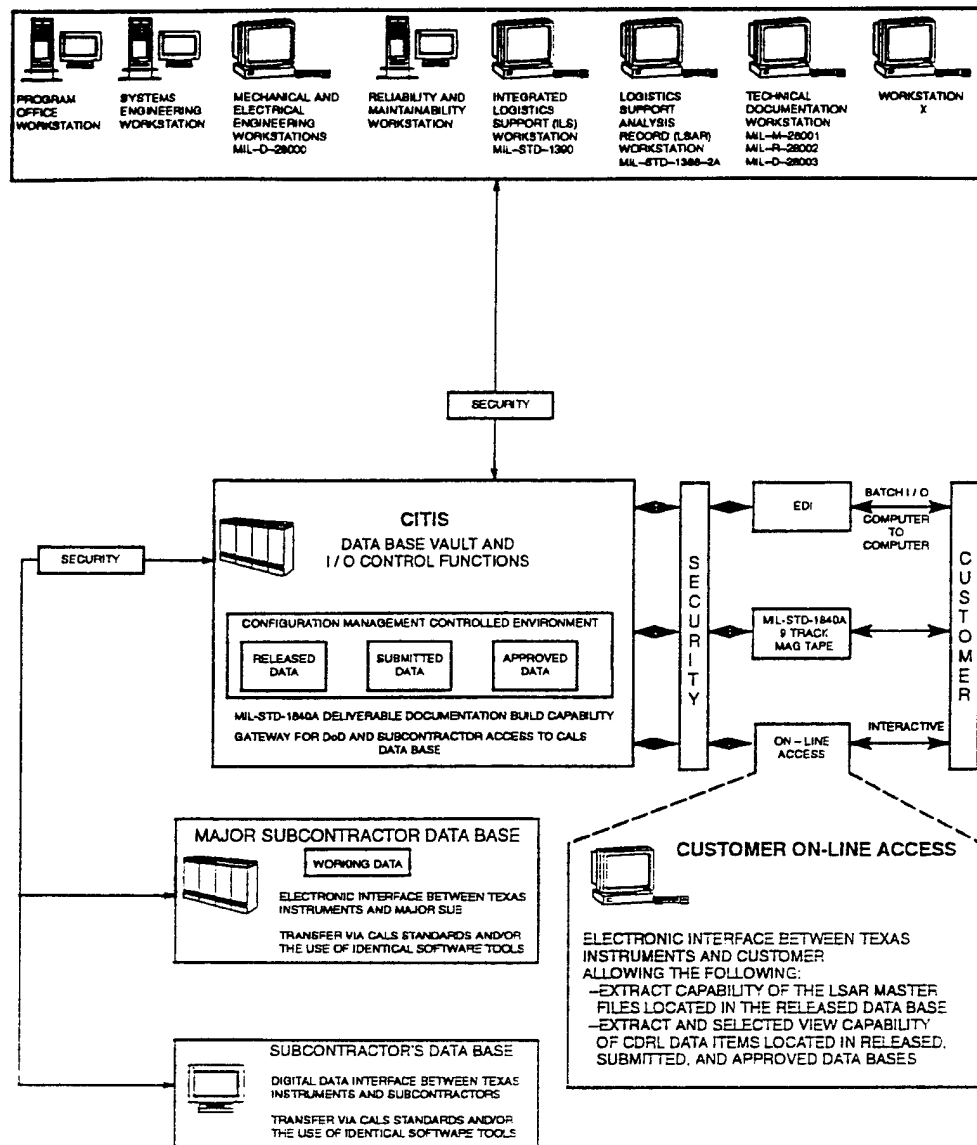 PROGRAM
OFFICE
WORKSTATION
SYSTEMS
ENGINEERING
WORKSTATION
MECHANICAL AND
ELECTRICAL
ENGINEERING
WORKSTATIONS
MIL-D-28000
RELIABILITY AND
MAINTAINABILITY
WORKSTATION
INTEGRATED
LOGISTICS
SUPPORT (ILS)
WORKSTATION
MIL-STD-1390
LOGISTICS
SUPPORT
ANALYSIS
RECORD (LSAR)
WORKSTATION
MIL-STD-1388-2A
TECHNICAL
DOCUMENTATION
WORKSTATION
MIL-M-28001
MIL-R-28002
MIL-D-28003
WORKSTATION
X
SECURITY
SECURITY
CITIS
DATA BASE VAULT AND
I / O CONTROL FUNCTIONS
CONFIGURATION MANAGEMENT CONTROLLED ENVIRONMENT
RELEASED
DATA
SUBMITTED
DATA
APPROVED
DATA
MIL-STD-1840A DELIVERABLE DOCUMENTATION BUILD CAPABILITY
GATEWAY FOR DoD AND SUBCONTRACTOR ACCESS TO CALS
DATA BASE
SECURITY
EDI
BATCH I / O
COMPUTER
TO
COMPUTER
MIL-STD-1840A
9 TRACK
MAG TAPE
ON-LINE
ACCESS
INTERACTIVE
CUSTOMER
MAJOR SUBCONTRACTOR DATA BASE
WORKING DATA
ELECTRONIC INTERFACE BETWEEN TEXAS
INSTRUMENTS AND MAJOR SUB
TRANSFER VIA CALS STANDARDS AND/OR
THE USE OF IDENTICAL SOFTWARE TOOLS
SUBCONTRACTOR'S DATA BASE
DIGITAL DATA INTERFACE BETWEEN TEXAS
INSTRUMENTS AND SUBCONTRACTORS
TRANSFER VIA CALS STANDARDS AND/OR
THE USE OF IDENTICAL SOFTWARE TOOLS
CUSTOMER ON-LINE ACCESS
ELECTRONIC INTERFACE BETWEEN TEXAS
INSTRUMENTS AND CUSTOMER
ALLOWING THE FOLLOWING:
–EXTRACT CAPABILITY OF THE LSAR MASTER
FILES LOCATED IN THE RELEASED DATA BASE
–EXTRACT AND SELECTED VIEW CAPABILITY
OF CDRL DATA ITEMS LOCATED IN RELEASED,
SUBMITTED, AND APPROVED DATA BASES